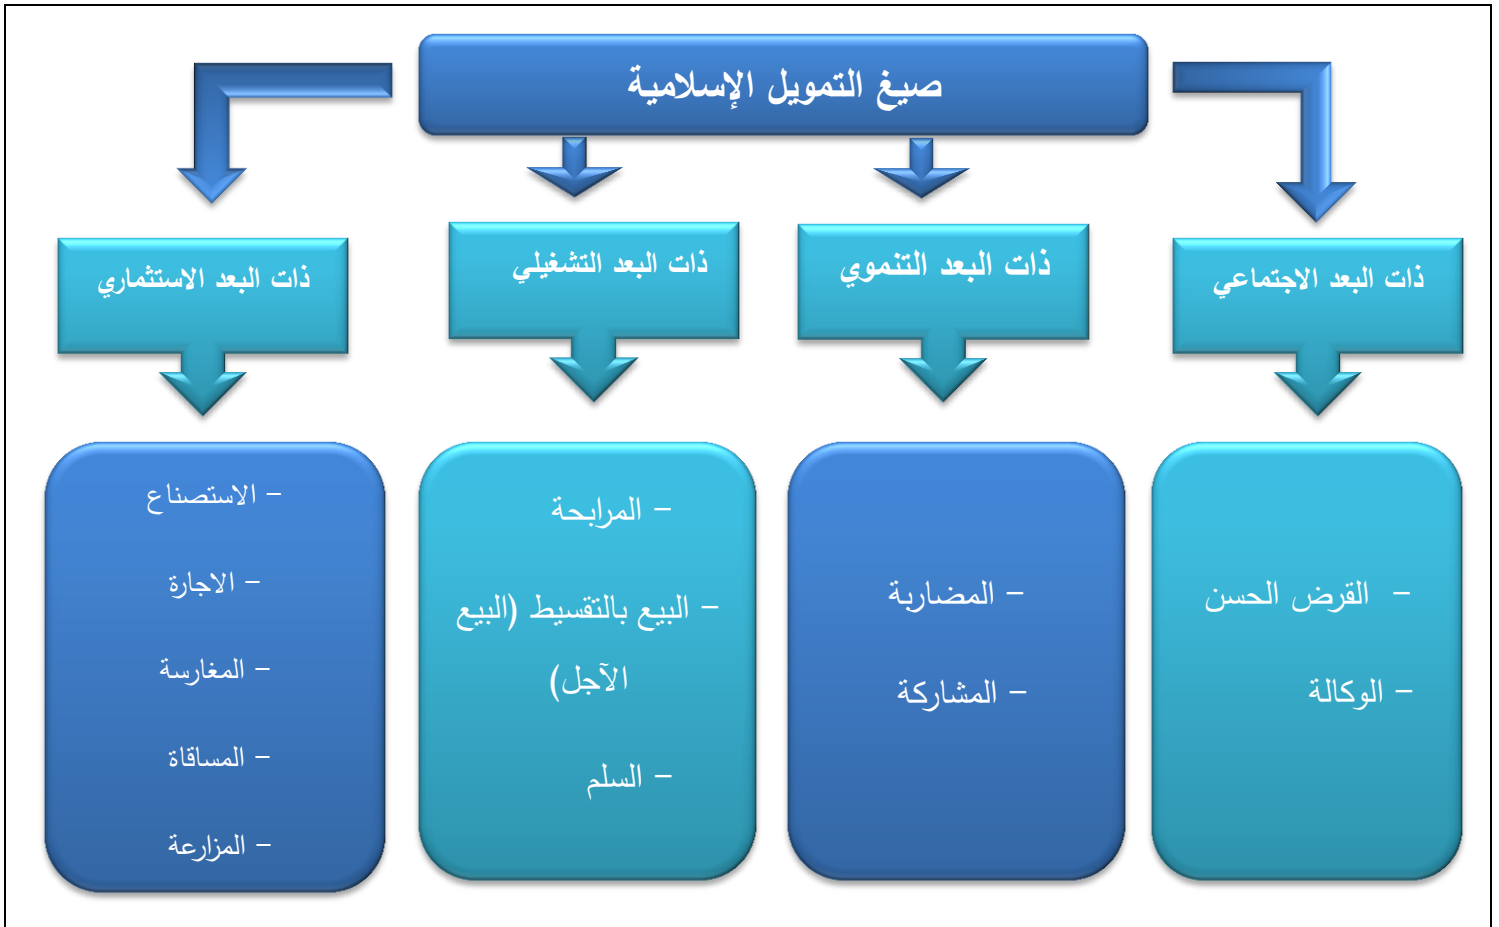 صيغ التمويل الإسلامية
ذات البعد الاجتماعي
ذات البعد التنموي
ذات البعد التشغيلي
ذات البعد الاستثماري
- القرض الحسن
- الوكالة
- المضاربة
- المشاركة
- المرابحة
- البيع بالتقسيط (البيع
الآجل)
- السلم
- الاستصناع
- الاجارة
- المغارسة
- المساقاة
- المزارعة